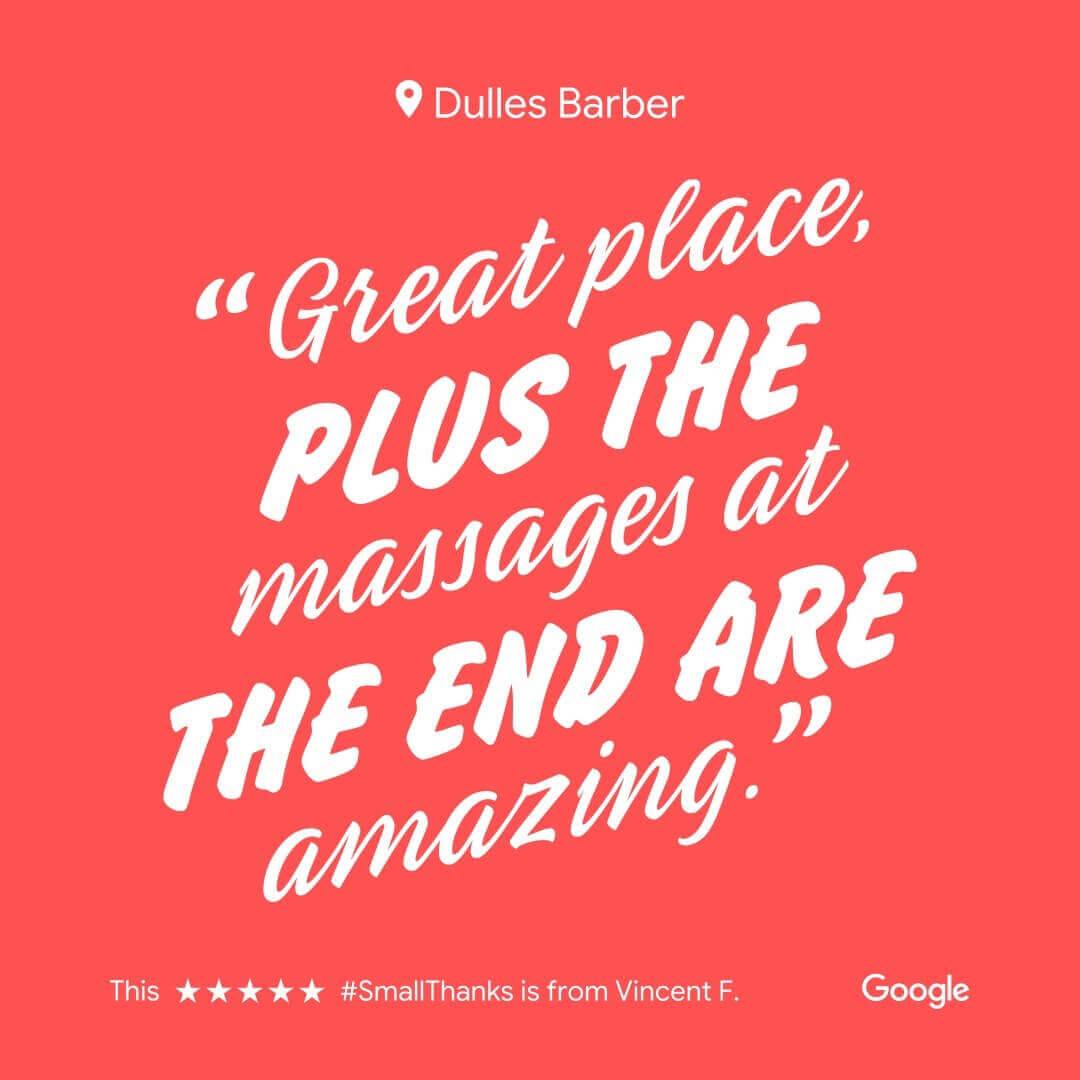 Dulles Barber
“Great place,
PLUS THE
massages at
THE END ARE
amazing.”
This ★★★★★ #SmallThanks is from Vincent F.
Google